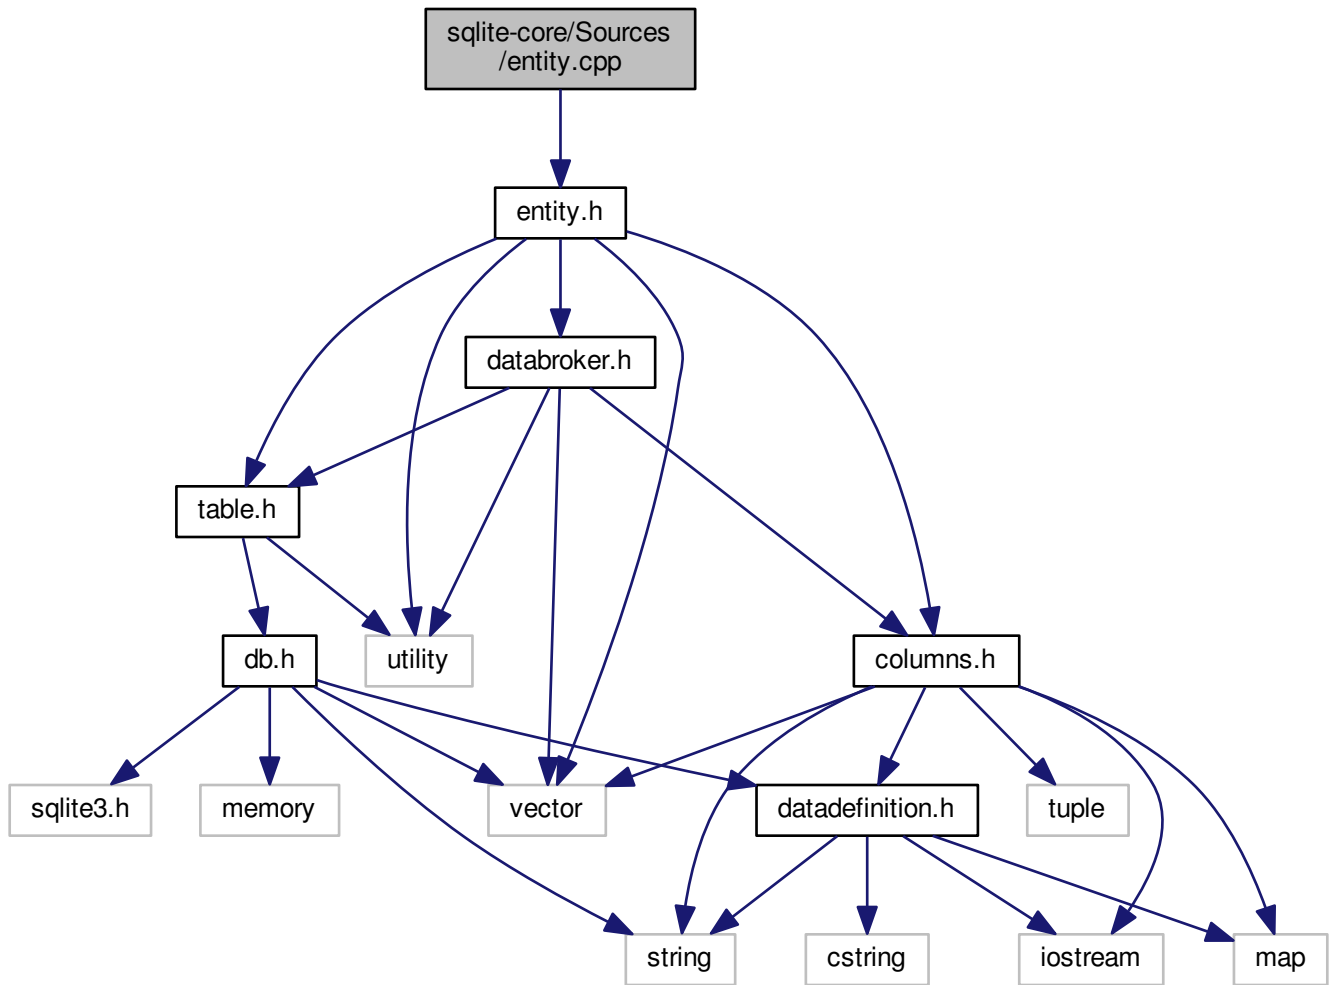 sqlite-core/Sources
/entity.cpp
entity.h
databroker.h
table.h
db.h
utility
columns.h
sqlite3.h
memory
vector
datadefinition.h
tuple
string
cstring
iostream
map